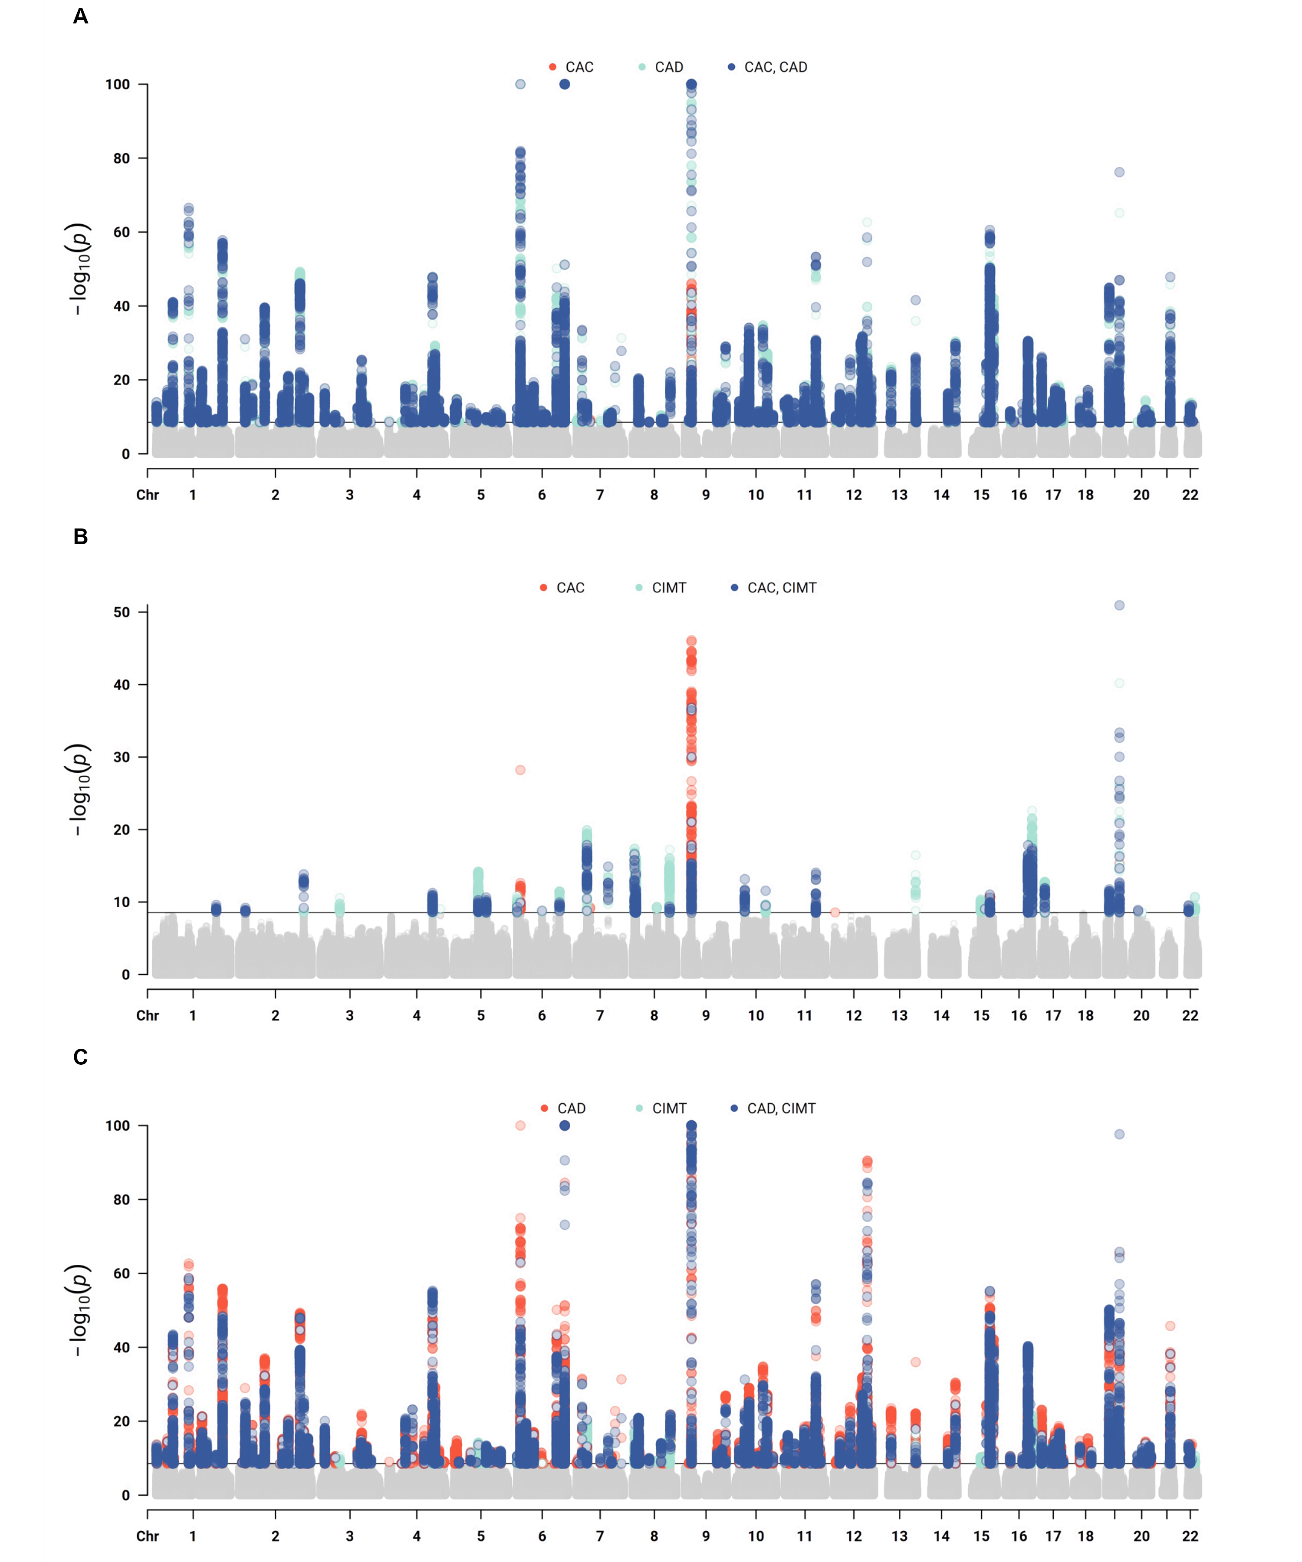 A
CAC CAD CAC, CAD
100
80
60
40
20
0
−log10(p)
Chr 1 2 3 4 5 6 7 8 9 10 11 12 13 14 15 16 17 18 20 22
B
CAC CIMT CAC, CIMT
50
40
30
20
10
0
−log10(p)
Chr 1 2 3 4 5 6 7 8 9 10 11 12 13 14 15 16 17 18 20 22
C
CAD CIMT CAD, CIMT
100
80
60
40
20
0
−log10(p)
Chr 1 2 3 4 5 6 7 8 9 10 11 12 13 14 15 16 17 18 20 22